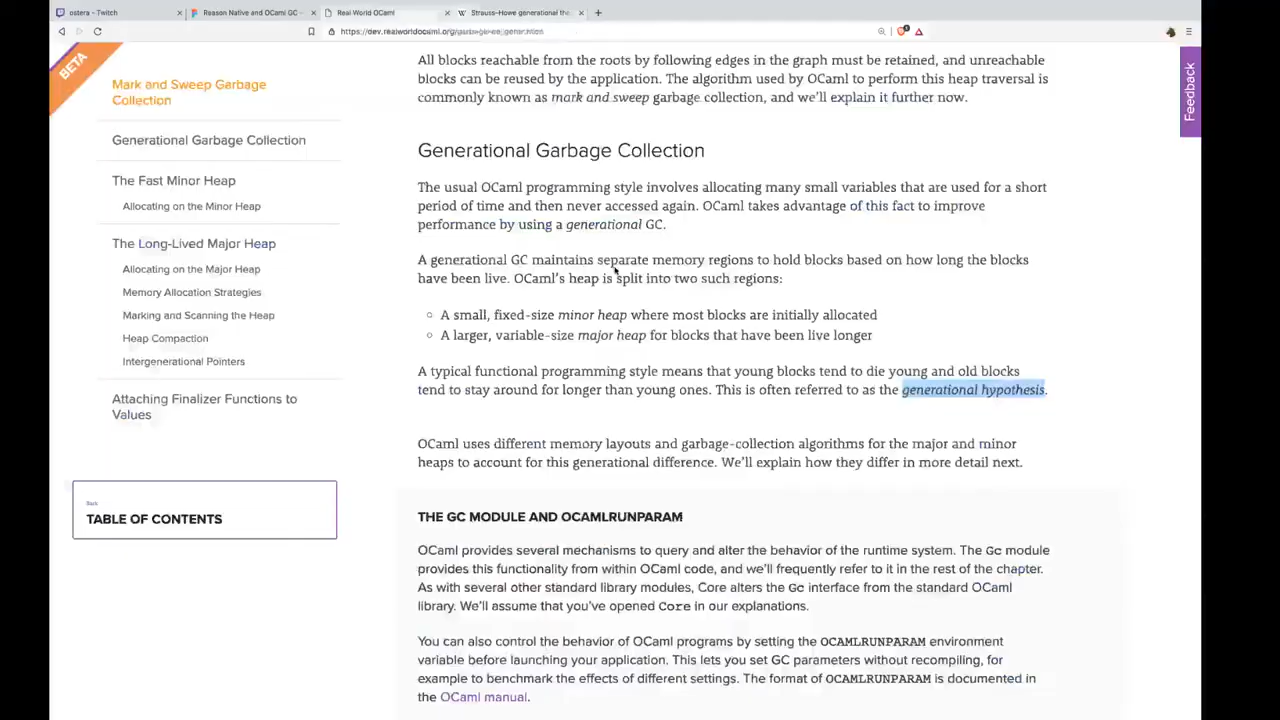 ostera - Twitch
Reason Native and OCaml GC
Real World OCaml
Strauss–Howe generational the
https://dev.realworldocaml.org/garbage-collector.html
BETA
Mark and Sweep Garbage
Collection
Generational Garbage Collection
The Fast Minor Heap
Allocating on the Minor Heap
The Long-Lived Major Heap
Allocating on the Major Heap
Memory Allocation Strategies
Marking and Scanning the Heap
Heap Compaction
Intergenerational Pointers
Attaching Finalizer Functions to
Values
Back
TABLE OF CONTENTS
All blocks reachable from the roots by following edges in the graph must be retained, and unreachable
blocks can be reused by the application. The algorithm used by OCaml to perform this heap traversal is
commonly known as mark and sweep garbage collection, and we'll explain it further now.
Generational Garbage Collection
The usual OCaml programming style involves allocating many small variables that are used for a short
period of time and then never accessed again. OCaml takes advantage of this fact to improve
performance by using a generational GC.
A generational GC maintains separate memory regions to hold blocks based on how long the blocks
have been live. OCaml's heap is split into two such regions:
○ A small, fixed-size minor heap where most blocks are initially allocated
○ A larger, variable-size major heap for blocks that have been live longer
A typical functional programming style means that young blocks tend to die young and old blocks
tend to stay around for longer than young ones. This is often referred to as the generational hypothesis.
OCaml uses different memory layouts and garbage-collection algorithms for the major and minor
heaps to account for this generational difference. We'll explain how they differ in more detail next.
THE GC MODULE AND OCAMLRUNPARAM
OCaml provides several mechanisms to query and alter the behavior of the runtime system. The Gc module
provides this functionality from within OCaml code, and we'll frequently refer to it in the rest of the chapter.
As with several other standard library modules, Core alters the Gc interface from the standard OCaml
library. We'll assume that you've opened Core in our explanations.
You can also control the behavior of OCaml programs by setting the OCAMLRUNPARAM environment
variable before launching your application. This lets you set GC parameters without recompiling, for
example to benchmark the effects of different settings. The format of OCAMLRUNPARAM is documented in
the OCaml manual.
Feedback